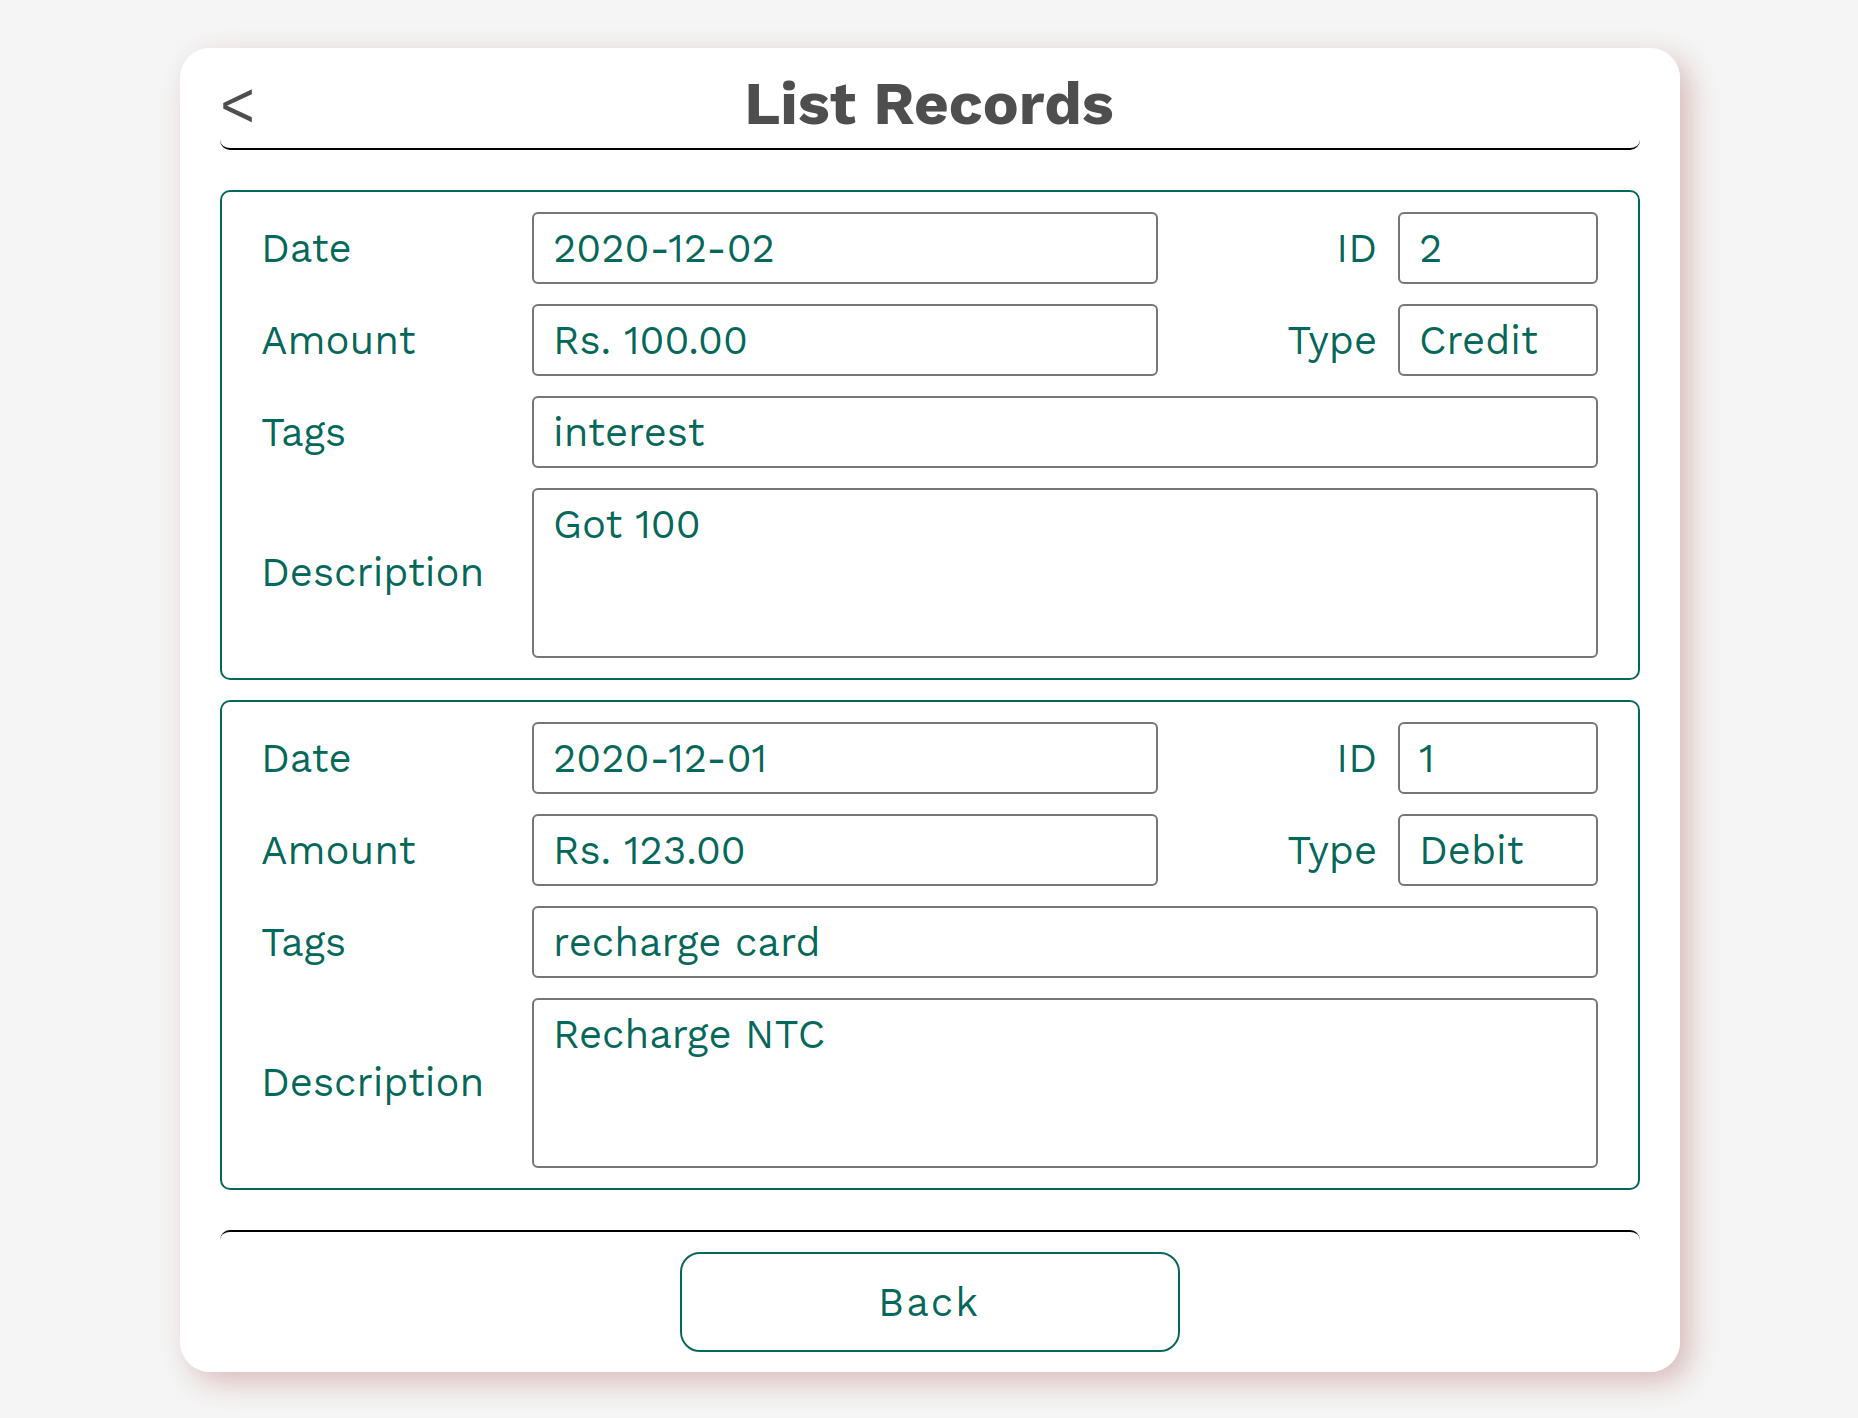 < List Records
Date 2020-12-02 ID 2
Amount Rs. 100.00 Type Credit
Tags interest
Got 100
Description
Date 2020-12-01 ID 1
Amount Rs. 123.00 Type Debit
Tags recharge card
Recharge NTC
Description
Back